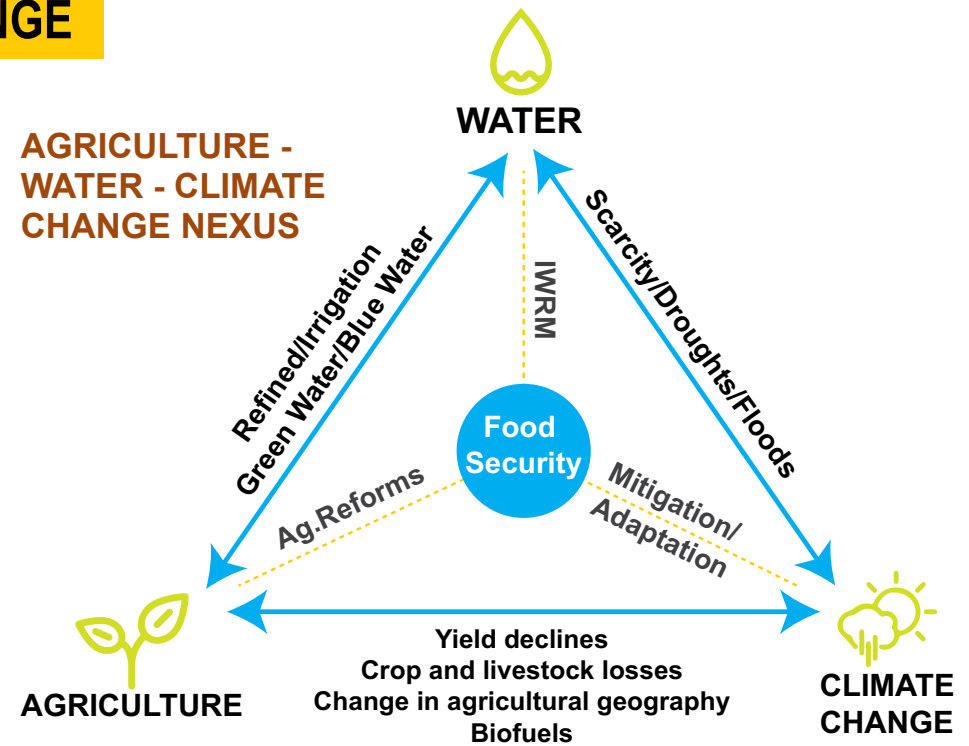 NGE
WATER
AGRICULTURE -
WATER - CLIMATE
CHANGE NEXUS
Refined/Irrigation
Green Water/Blue Water
IWRM
Scarcity/Droughts/Floods
Food
Security
Ag.Reforms
Mitigation/
Adaptation
Yield declines
Crop and livestock losses
Change in agricultural geography
Biofuels
AGRICULTURE
CLIMATE
CHANGE